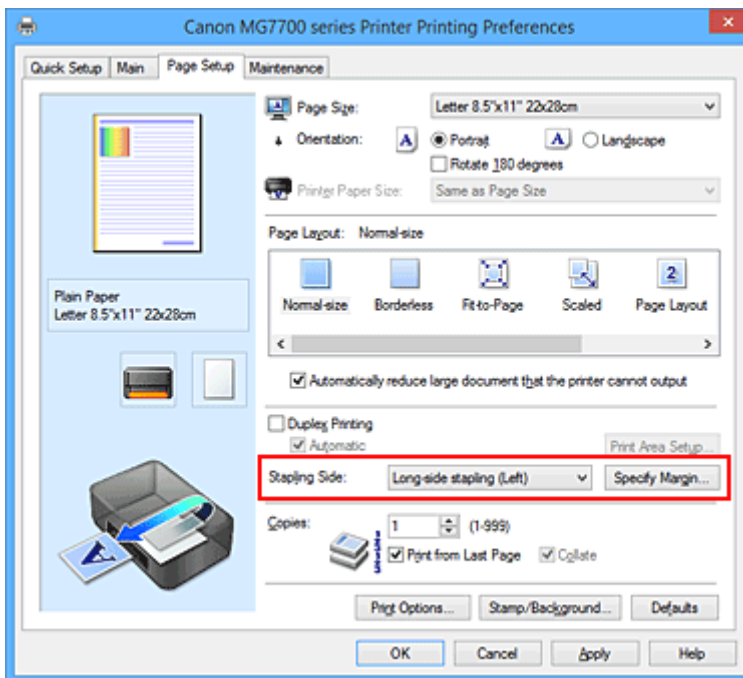 Canon MG7700 series Printer Printing Preferences
Quick Setup Main Page Setup Maintenance
Page Size: Letter 8.5"x11" 22x28cm
Orientation: A Portrait A Landscape
Rotate 180 degrees
Printer Paper Size: Same as Page Size
Page Layout: Normal-size
2
Normal-size Borderless Fit-to-Page Scaled Page Layout
Plain Paper
Letter 8.5"x11" 22x28cm
Automatically reduce large document that the printer cannot output
Duplex Printing
Automatic Print Area Setup...
Stapling Side: Long-side stapling (Left) Specify Margin...
Copies: 1 (1-999)
Print from Last Page Collate
A
Print Options... Stamp/Background... Defaults
OK Cancel Apply Help